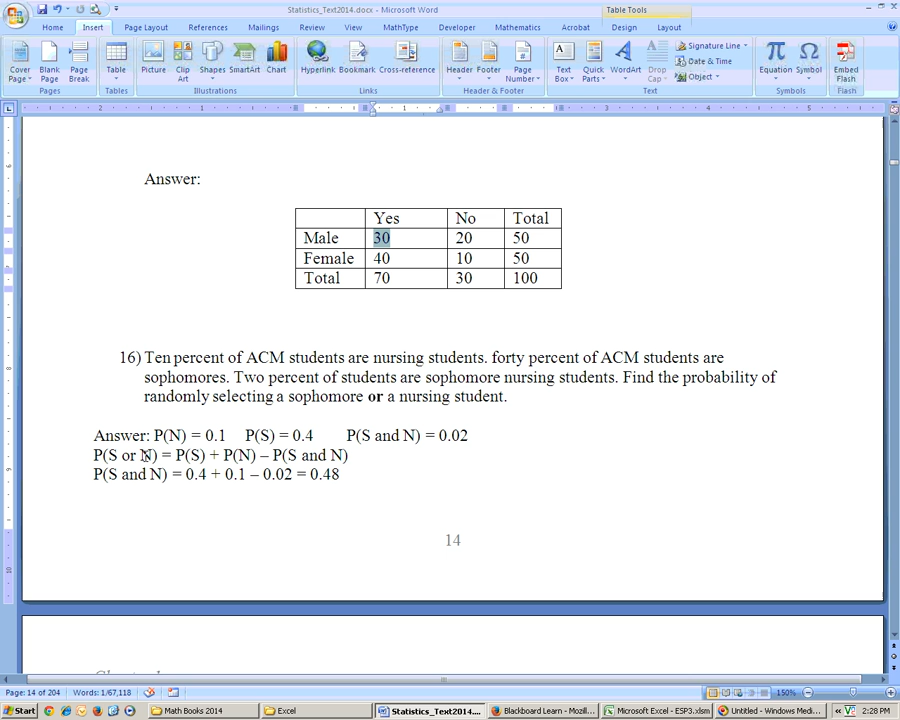 Statistics_Text2014.docx - Microsoft Word
Table Tools
Home Insert Page Layout References Mailings Review View MathType Developer Mathematics Acrobat Design Layout
Cover Page Blank Page Page Break Table Picture Clip Art Shapes SmartArt Chart Hyperlink Bookmark Cross-reference Header Footer Page Number Text Box Quick Parts WordArt Drop Cap Signature Line Date & Time Object Equation Symbol Embed Flash
Pages Tables Illustrations Links Header & Footer Text Symbols Flash
Answer:
Yes No Total
Male 30 20 50
Female 40 10 50
Total 70 30 100
16) Ten percent of ACM students are nursing students. forty percent of ACM students are
sophomores. Two percent of students are sophomore nursing students. Find the probability of
randomly selecting a sophomore or a nursing student.
Answer: P(N) = 0.1 P(S) = 0.4 P(S and N) = 0.02
P(S or N) = P(S) + P(N) – P(S and N)
P(S and N) = 0.4 + 0.1 – 0.02 = 0.48
14
Page: 14 of 204 Words: 1/67,118 150%
Start Math Books 2014 Excel Statistics_Text2014.... Blackboard Learn - Mozil... Microsoft Excel - ESP3.xlsm Untitled - Windows Medi... 2:28 PM